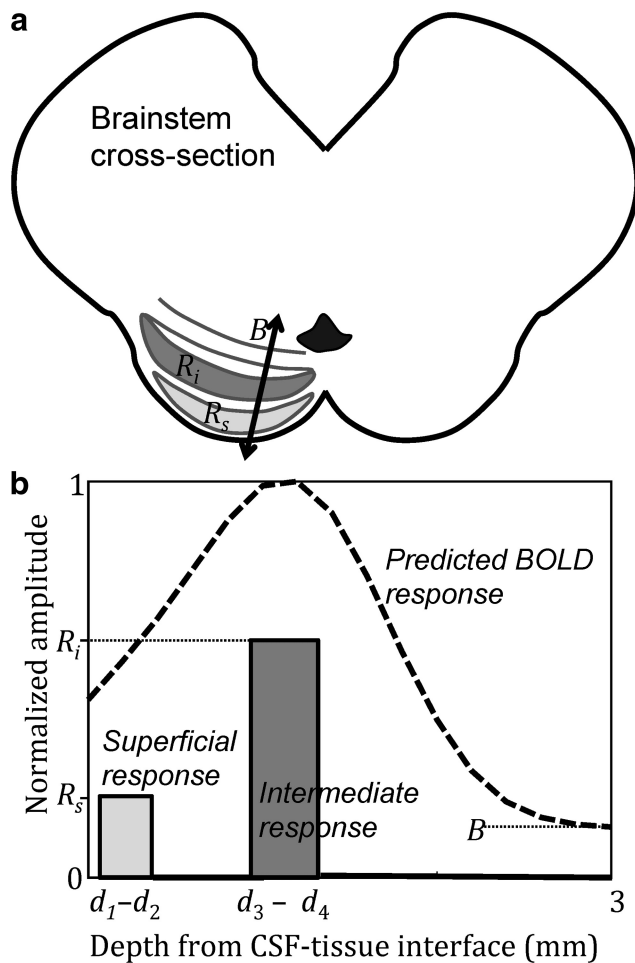 a
Brainstem
cross-section
B
Rᵢ
Rₛ
b
1
Predicted BOLD
response
Rᵢ
Superficial
response
Rₛ
Intermediate
response
B
0
d₁–d₂
d₃ – d₄
3
Normalized amplitude
Depth from CSF-tissue interface (mm)